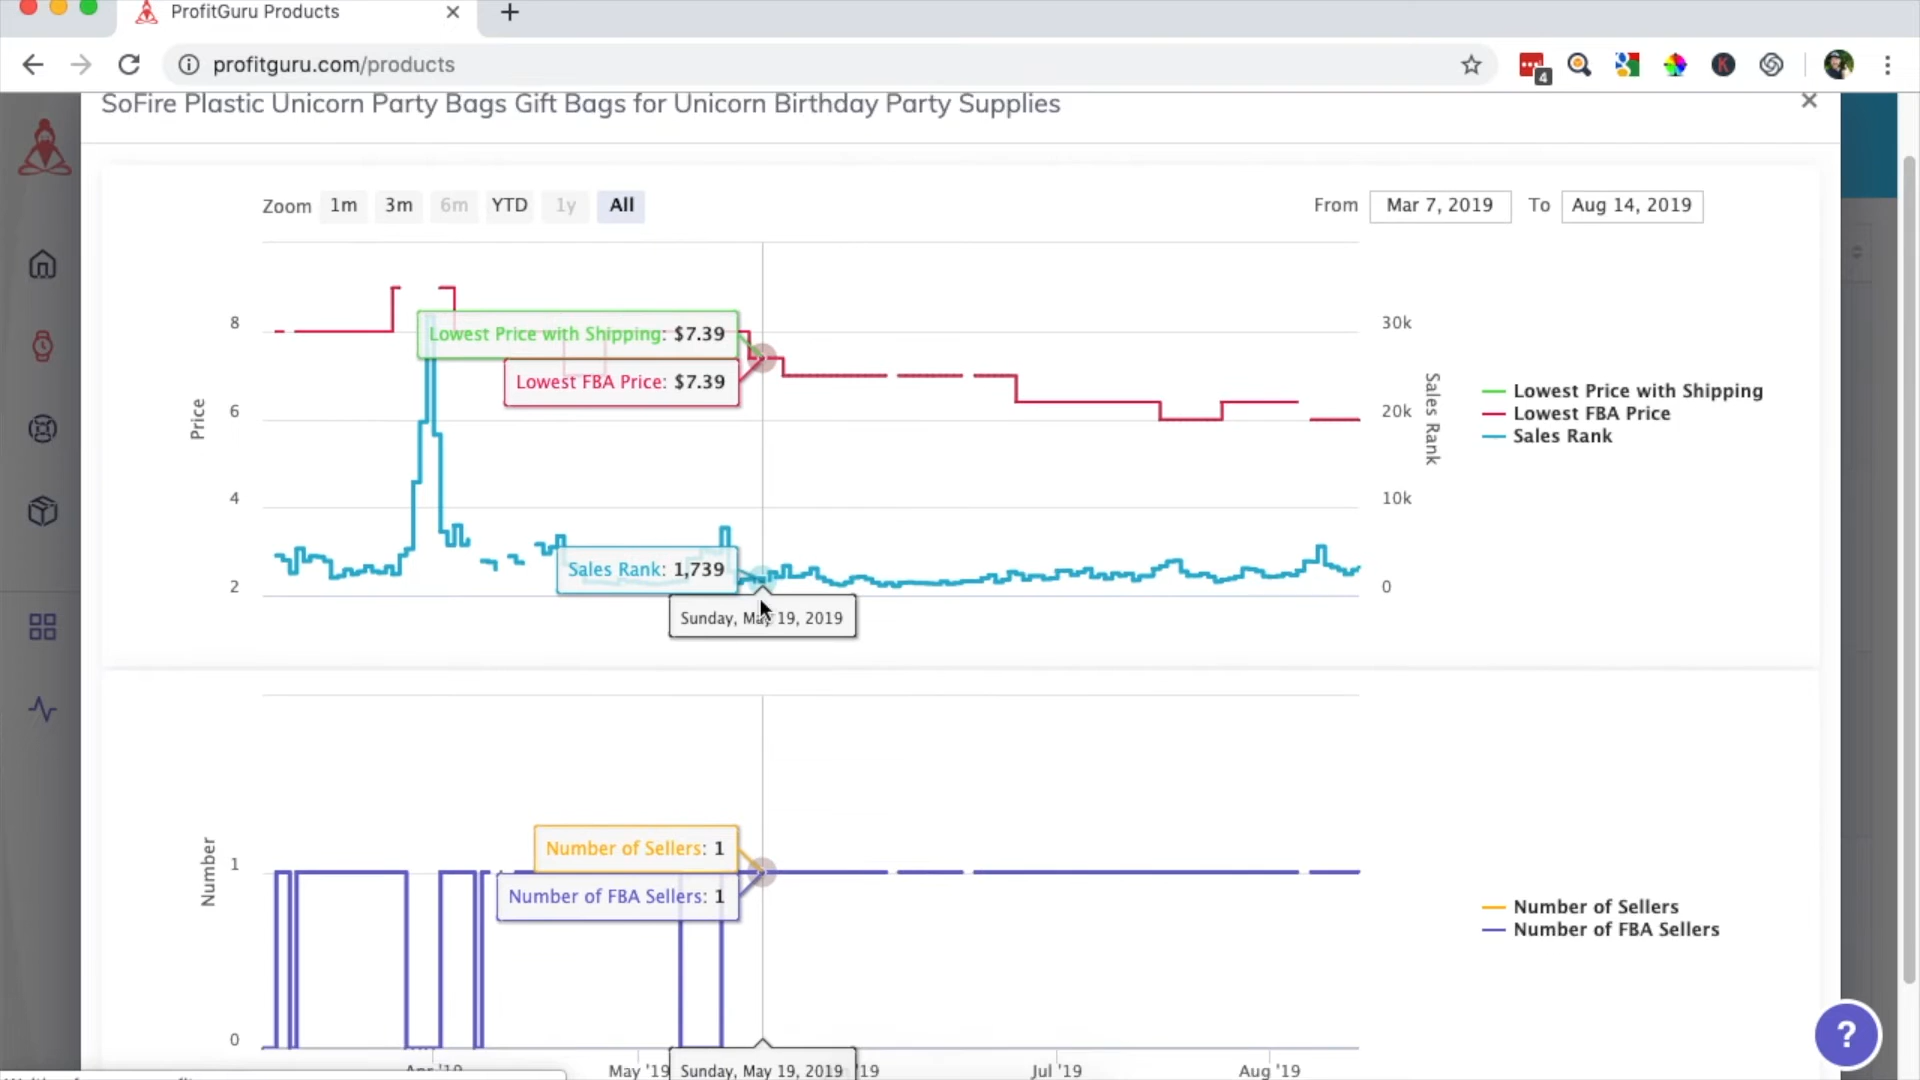 ProfitGuru Products
profitguru.com/products
4
K
SoFire Plastic Unicorn Party Bags Gift Bags for Unicorn Birthday Party Supplies
Zoom 1m 3m 6m YTD 1y All
From Mar 7, 2019 To Aug 14, 2019
8
6
4
2
Price
Lowest Price with Shipping: $7.39
Lowest FBA Price: $7.39
Sales Rank: 1,739
Sunday, May 19, 2019
30k
20k
10k
0
Sales Rank
Lowest Price with Shipping
Lowest FBA Price
Sales Rank
1
0
Number
Number of Sellers: 1
Number of FBA Sellers: 1
Number of Sellers
Number of FBA Sellers
Apr '19
May '19
Sunday, May 19, 2019
'19
Jul '19
Aug '19
?